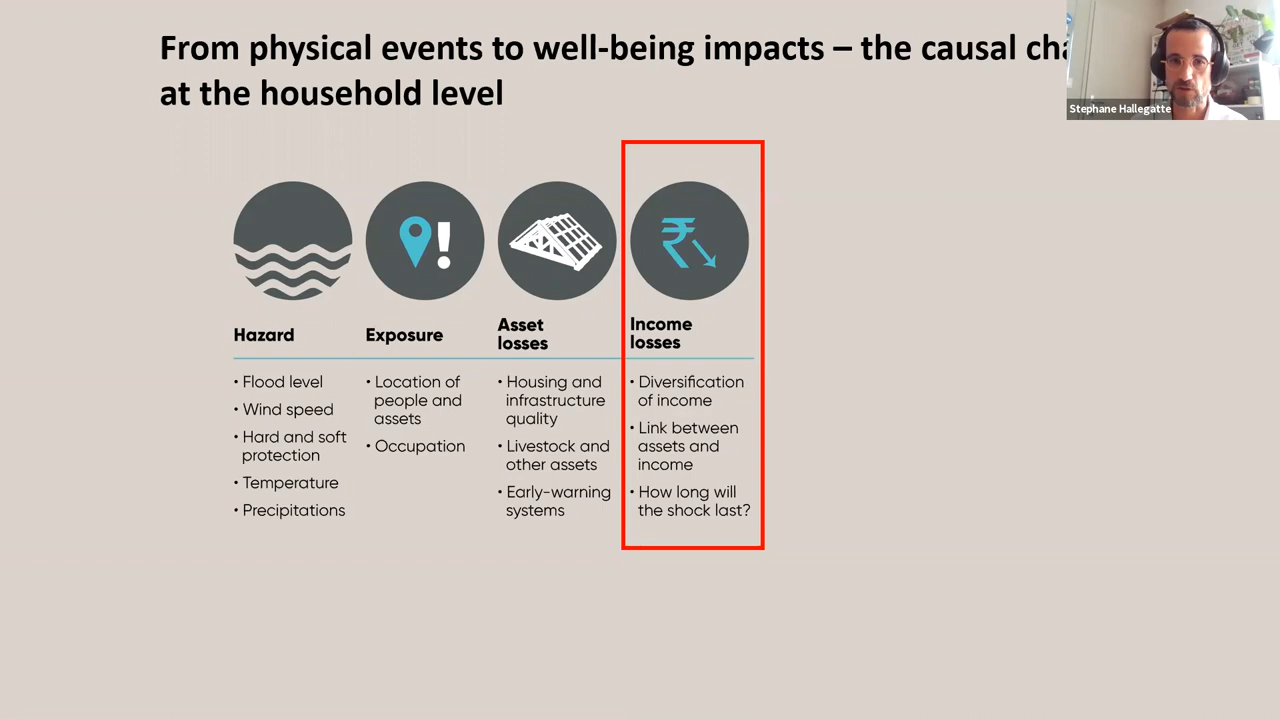 From physical events to well-being impacts – the causal
at the household level
Stephane Hallegatte
Hazard
• Flood level
• Wind speed
• Hard and soft
protection
• Temperature
• Precipitations
Exposure
• Location of
people and
assets
• Occupation
Asset
losses
• Housing and
infrastructure
quality
• Livestock and
other assets
• Early-warning
systems
₹
Income
losses
• Diversification
of income
• Link between
assets and
income
• How long will
the shock last?